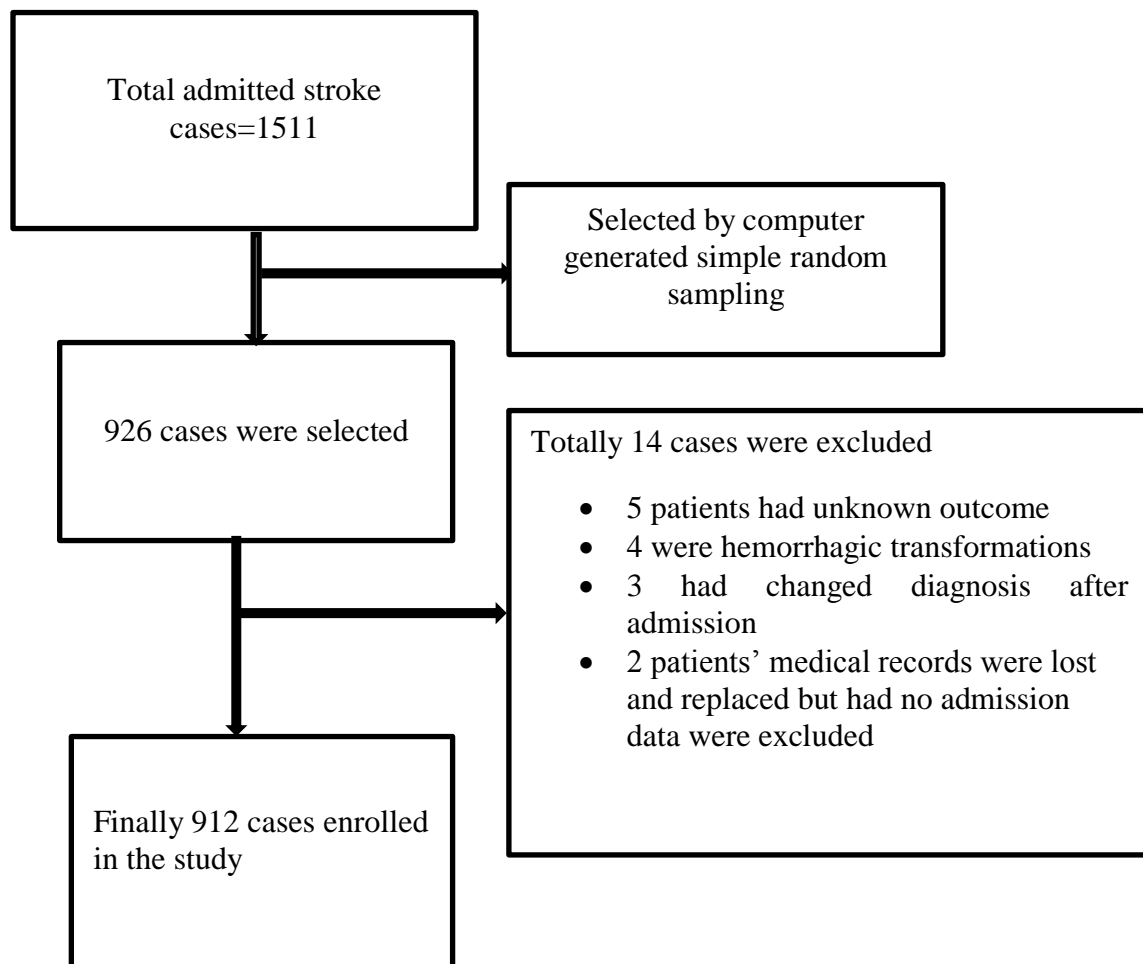 Total admitted stroke
cases=1511
Selected by computer
generated simple random
sampling
926 cases were selected
Totally 14 cases were excluded
• 5 patients had unknown outcome
• 4 were hemorrhagic transformations
• 3 had changed diagnosis after
admission
• 2 patients’ medical records were lost
and replaced but had no admission
data were excluded
Finally 912 cases enrolled
in the study